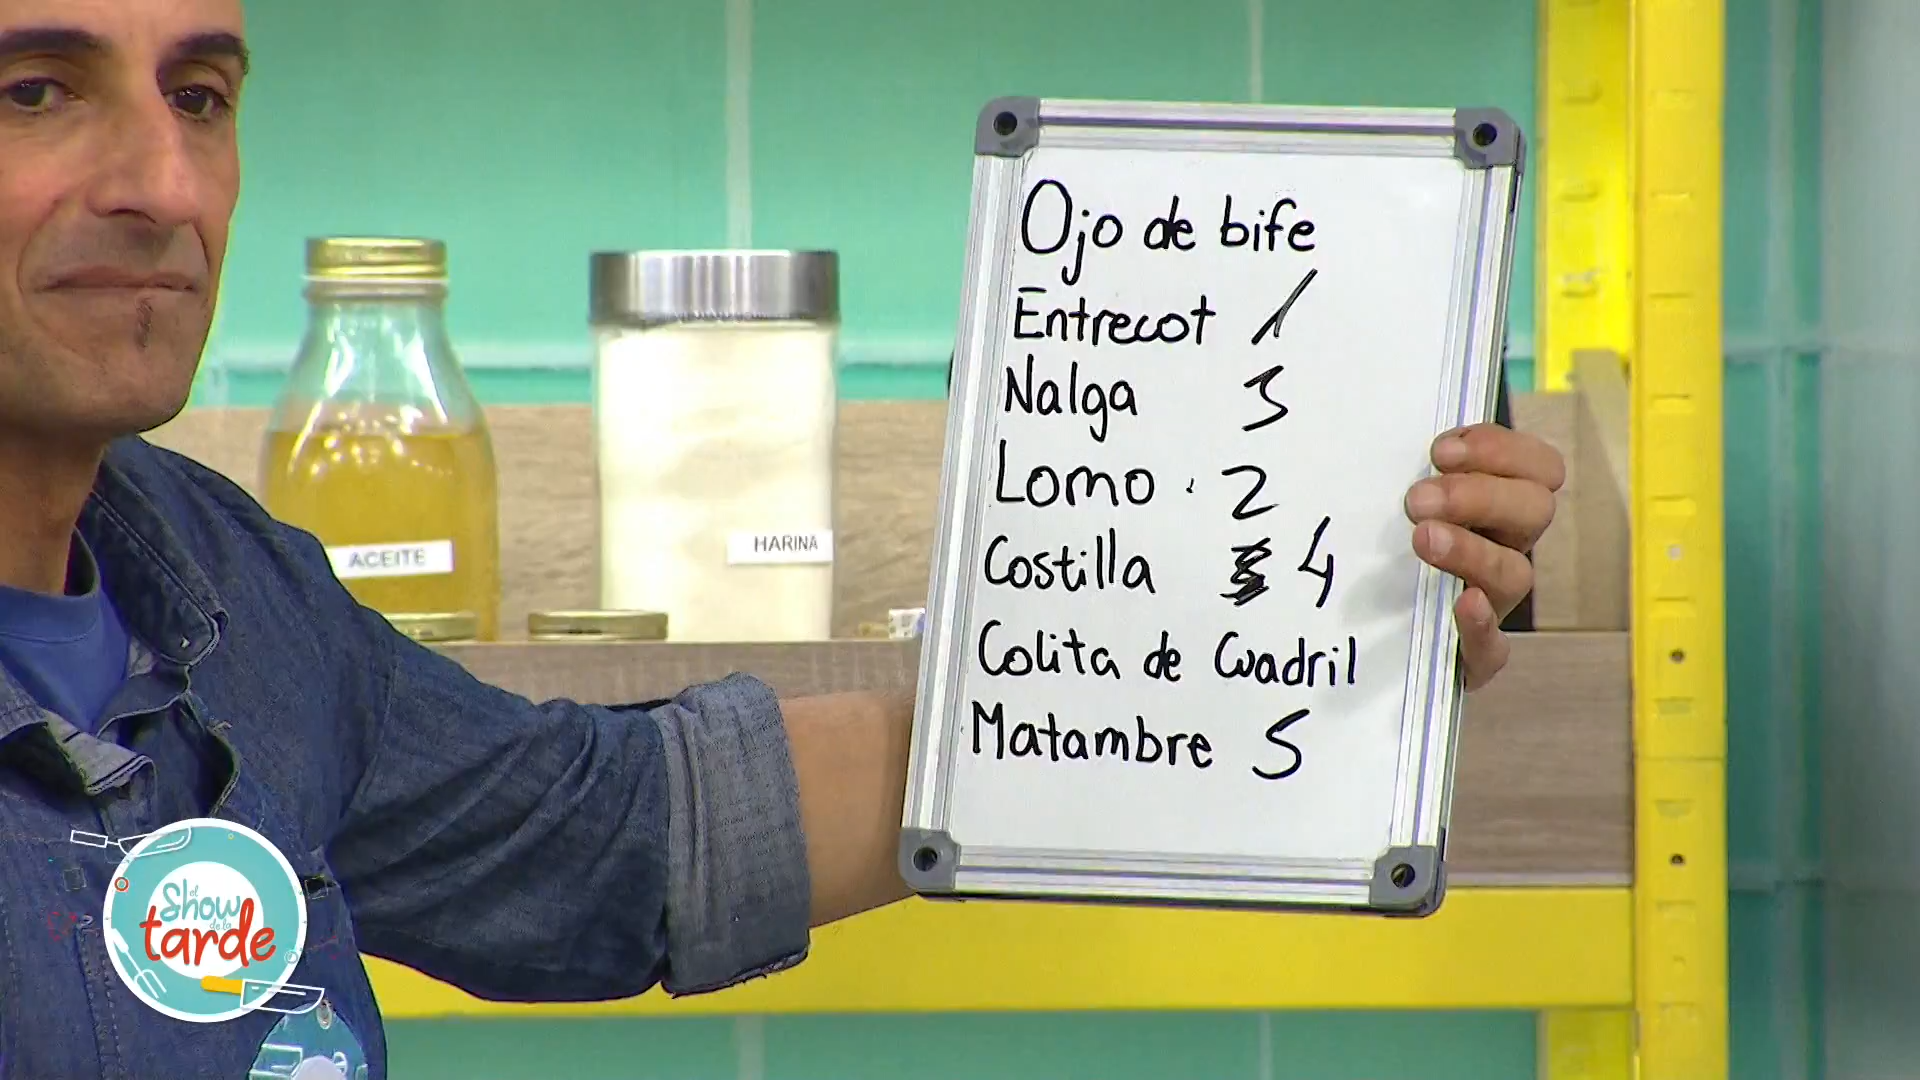 Ojo de bife
Entrecot 1
Nalga 3
Lomo . 2
Costilla 4
Colita de Cuadril
Matambre 5
ACEITE
HARINA
el
Show
de la
tarde